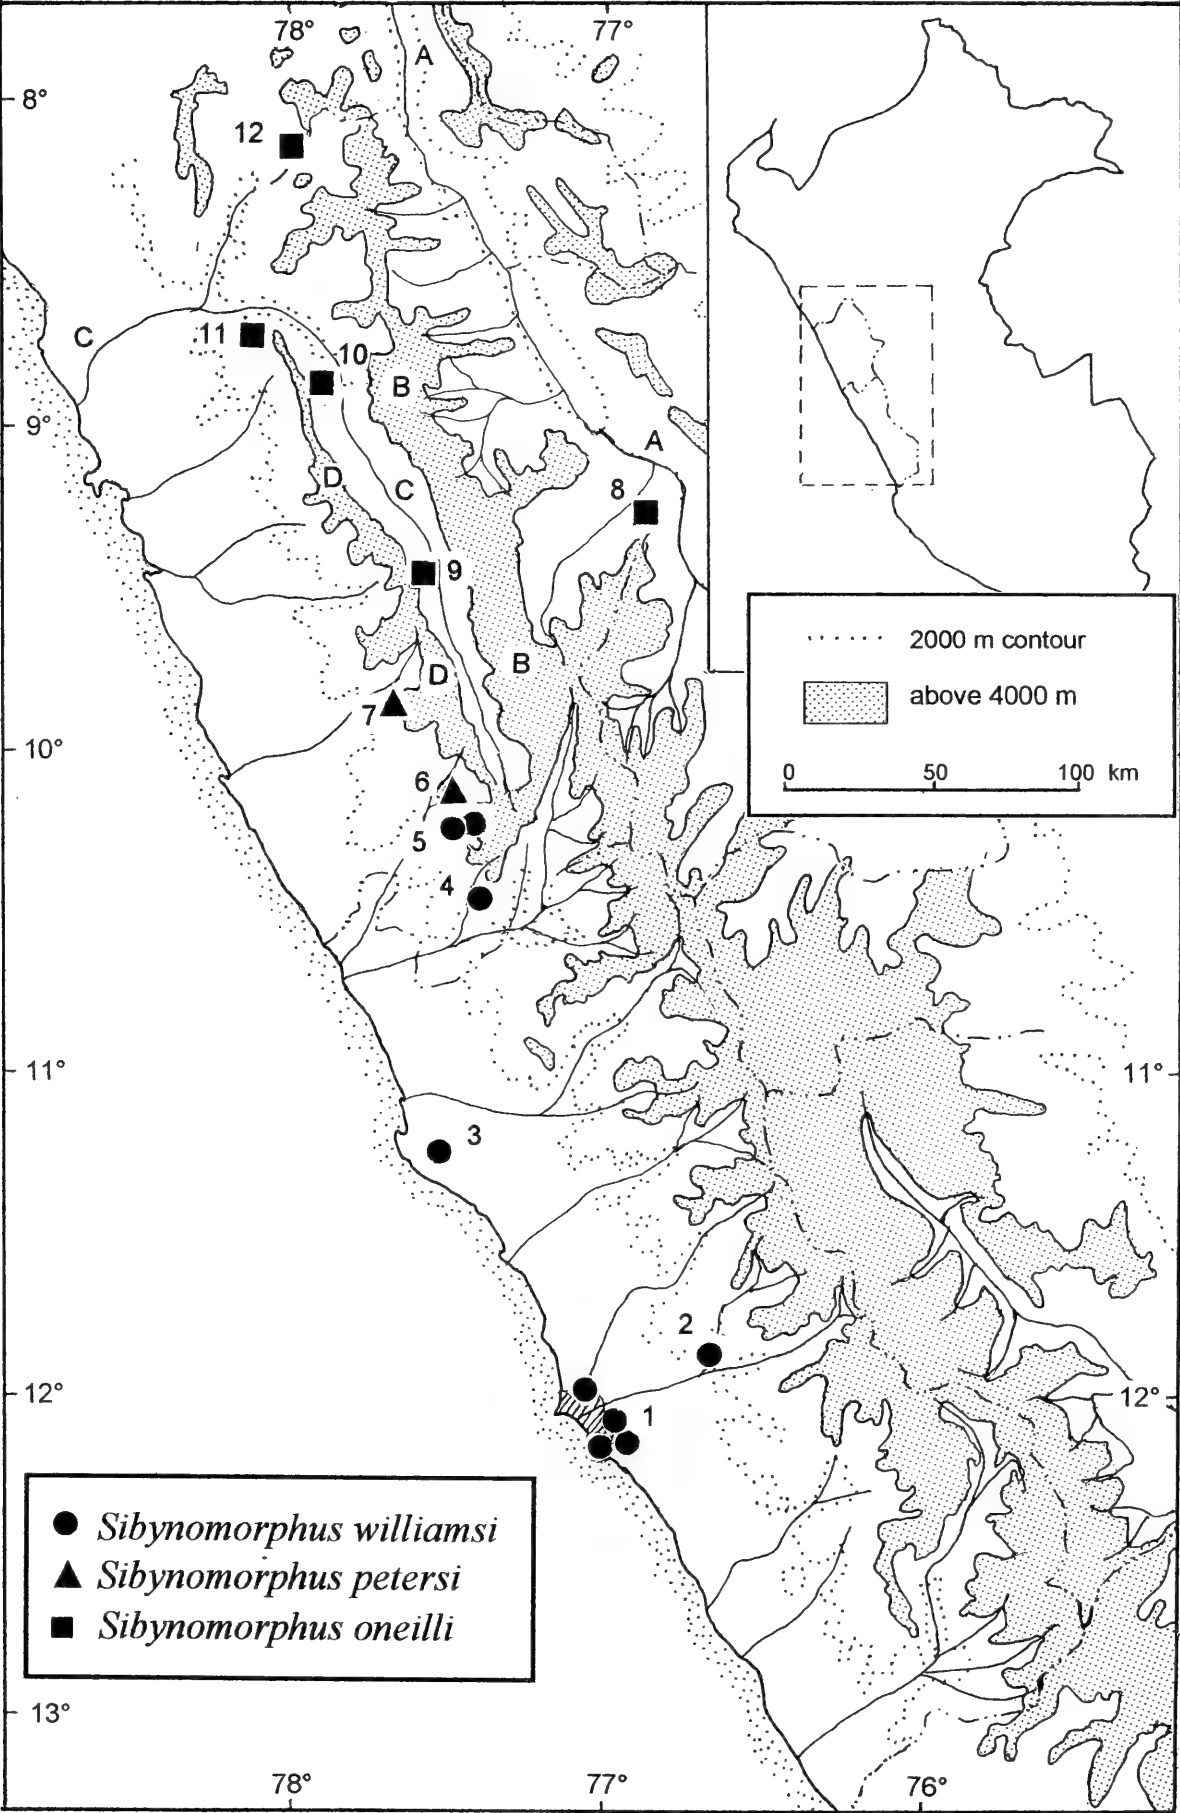 78°
77°
A
8°
12
C
11
10
B
9°
A
D
C
8
9
B
D
7
2000 m contour
above 4000 m
0 50 100 km
10°
6
5
4
11°
11°
3
2
12°
12°
1
Sibynomorphus williamsi
Sibynomorphus petersi
Sibynomorphus oneilli
13°
78°
77°
76°